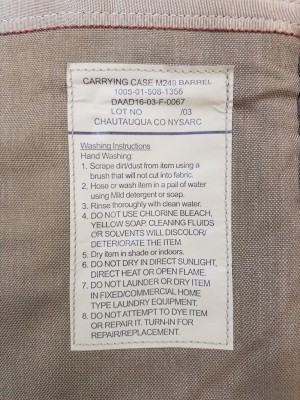 CARRYING CASE M240 BARREL
1005-01-508-1356
DAAD16-03-F-0067
LOT NO /03
CHAUTAUQUA CO NYSARC
Washing Instructions
Hand Washing:
1. Scrape dirt/dust from item using a
brush that will not cut into fabric.
2. Hose or wash item in a pail of water
using Mild detergent or soap.
3. Rinse thoroughly with clean water.
4. DO NOT USE CHLORINE BLEACH,
YELLOW SOAP, CLEANING FLUIDS
OR SOLVENTS WILL DISCOLOR/
DETERIORATE THE ITEM.
5. Dry item in shade or indoors.
6. DO NOT DRY IN DIRECT SUNLIGHT,
DIRECT HEAT OR OPEN FLAME.
7. DO NOT LAUNDER OR DRY ITEM
IN FIXED/COMMERCIAL HOME
TYPE LAUNDRY EQUIPMENT.
8. DO NOT ATTEMPT TO DYE ITEM
OR REPAIR IT. TURN-IN FOR
REPAIR/REPLACEMENT.